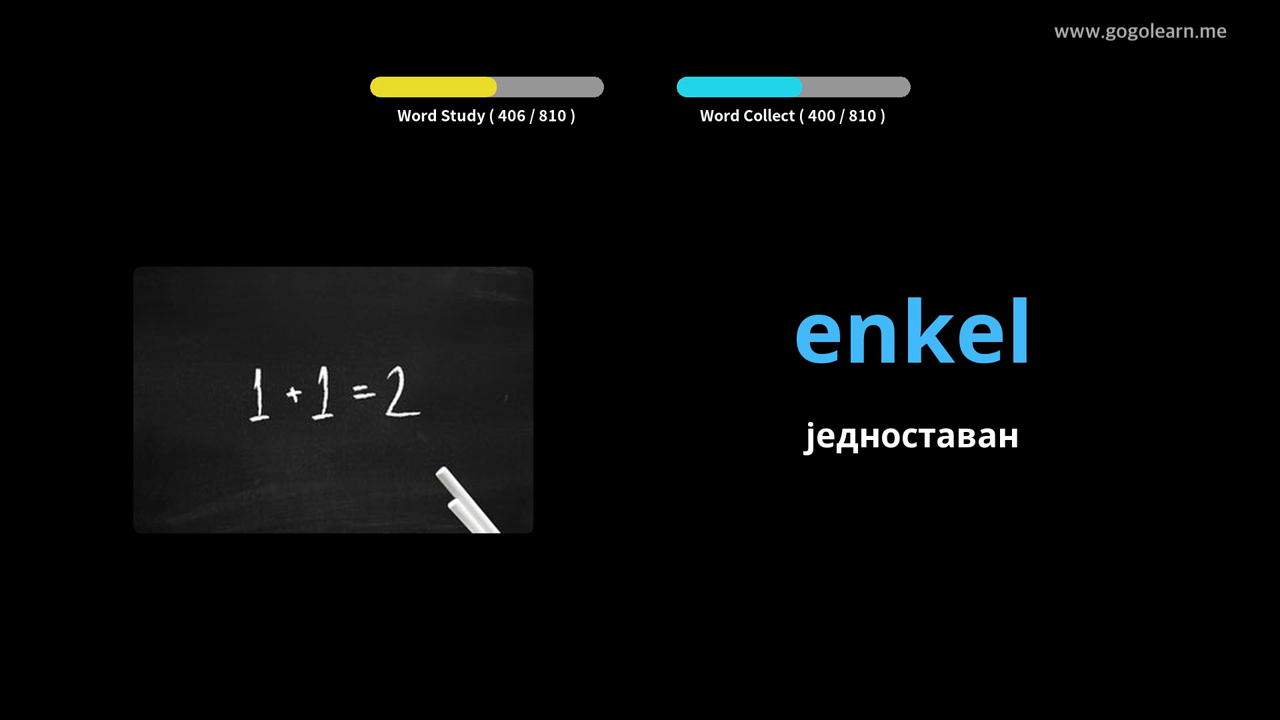 www.gogolearn.me
Word Study ( 406 / 810 )
Word Collect ( 400 / 810 )
1 + 1 = 2
enkel
једноставан